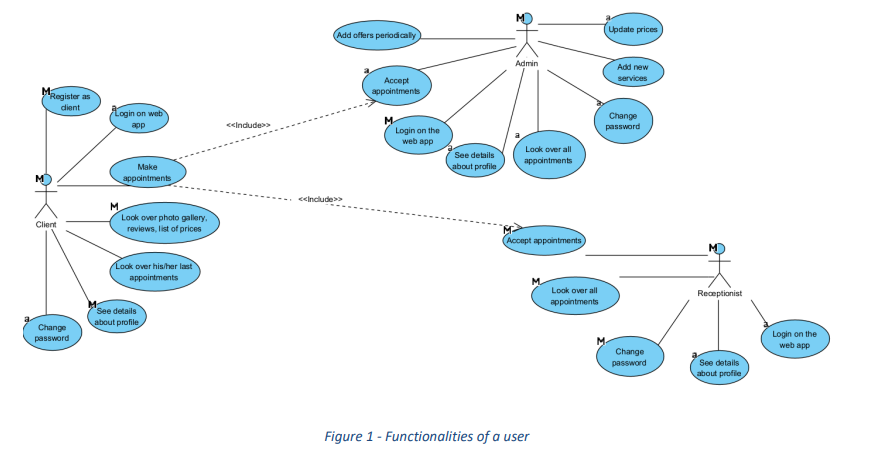 M
Add offers periodically
a
Update prices
Admin
a
Accept
appointments
Add new
services
M
Register as
client
a
Login on web
app
<<Include>>
M
Login on the
web app
a
Change
password
a
See details
about profile
a
Look over all
appointments
Make
appointments
M
Client
<<Include>>
M
Look over photo gallery,
reviews, list of prices
M
Accept appointments
M
Receptionist
Look over his/her last
appointments
M
Look over all
appointments
M
See details
about profile
a
Change
password
M
Change
password
a
See details
about profile
a
Login on the
web app
Figure 1 - Functionalities of a user